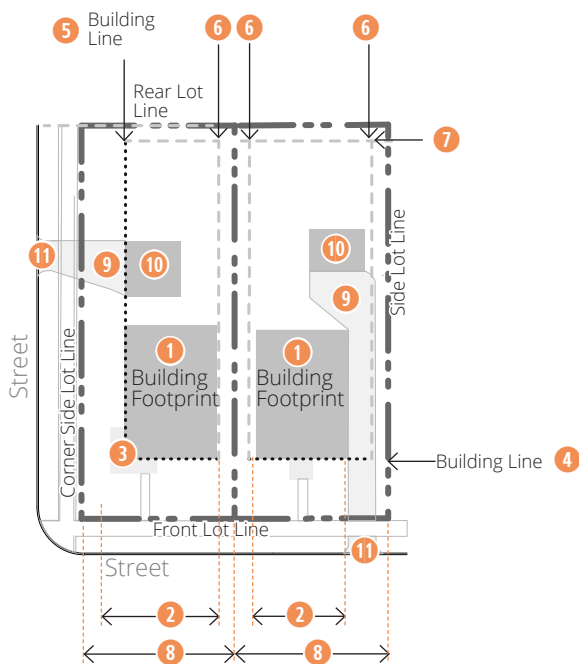 5 Building
Line
6 6 6
Rear Lot
Line
7
11 9 10
10
9
Side Lot Line
Street
Corner Side Lot Line
1
Building
Footprint
1
Building
Footprint
3
Building Line 4
Front Lot Line
Street
11
2 2
8 8